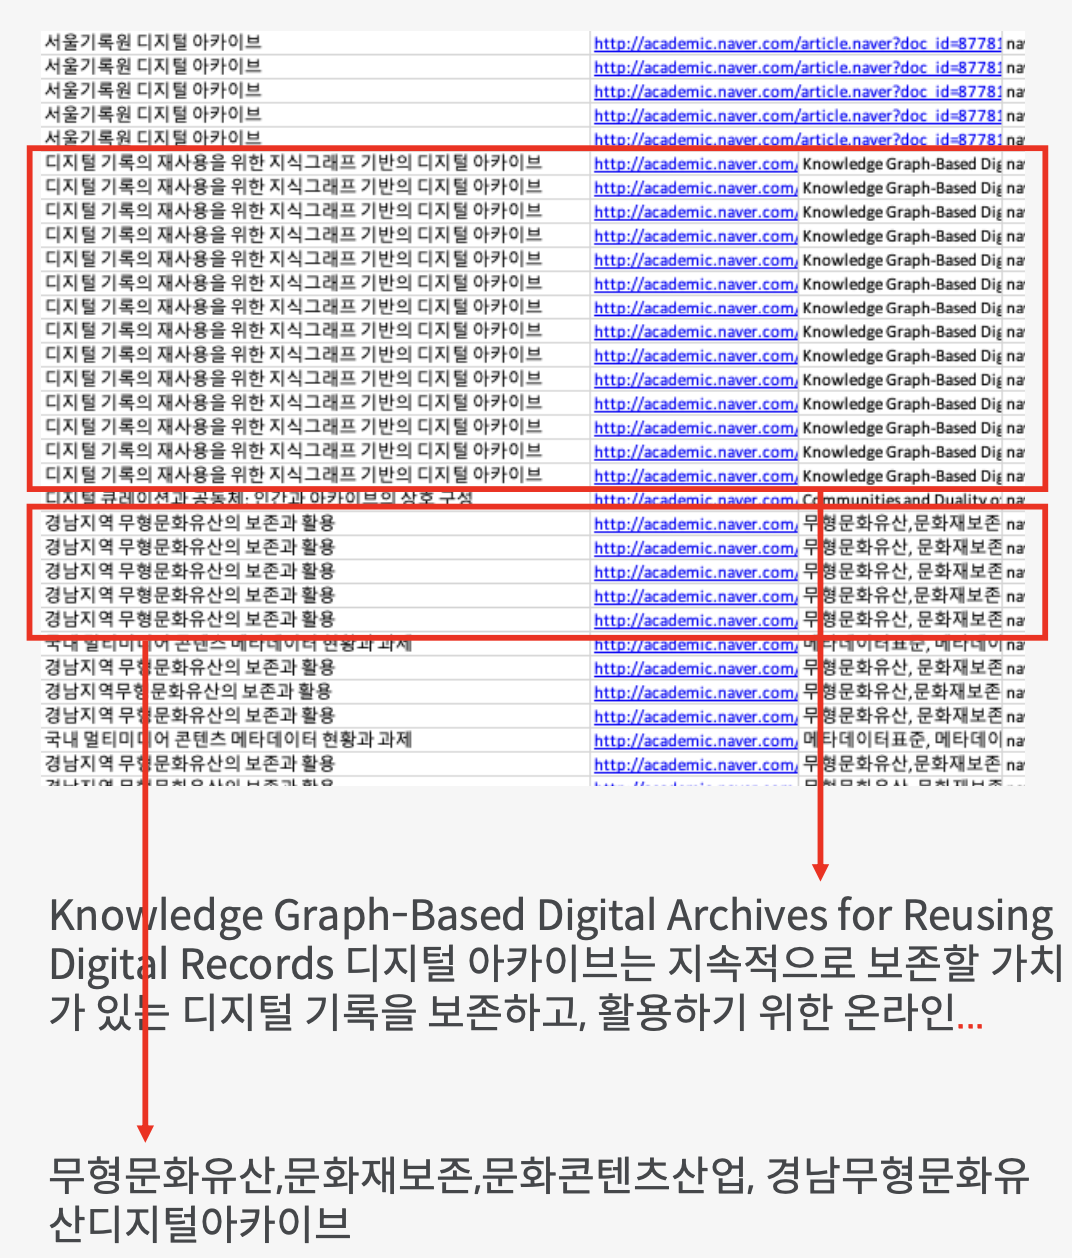 서울기록원 디지털 아카이브 http://academic.naver.com/article.naver?doc_id=87781 na
서울기록원 디지털 아카이브 http://academic.naver.com/article.naver?doc_id=87781 na
서울기록원 디지털 아카이브 http://academic.naver.com/article.naver?doc_id=87781 na
서울기록원 디지털 아카이브 http://academic.naver.com/article.naver?doc_id=87781 na
서울기록원 디지털 아카이브 http://academic.naver.com/article.naver?doc_id=87781 na
디지털 기록의 재사용을 위한 지식그래프 기반의 디지털 아카이브 http://academic.naver.com/ Knowledge Graph-Based Dig na
디지털 기록의 재사용을 위한 지식그래프 기반의 디지털 아카이브 http://academic.naver.com/ Knowledge Graph-Based Dig na
디지털 기록의 재사용을 위한 지식그래프 기반의 디지털 아카이브 http://academic.naver.com/ Knowledge Graph-Based Dig na
디지털 기록의 재사용을 위한 지식그래프 기반의 디지털 아카이브 http://academic.naver.com/ Knowledge Graph-Based Dig na
디지털 기록의 재사용을 위한 지식그래프 기반의 디지털 아카이브 http://academic.naver.com/ Knowledge Graph-Based Dig na
디지털 기록의 재사용을 위한 지식그래프 기반의 디지털 아카이브 http://academic.naver.com/ Knowledge Graph-Based Dig na
디지털 기록의 재사용을 위한 지식그래프 기반의 디지털 아카이브 http://academic.naver.com/ Knowledge Graph-Based Dig na
디지털 기록의 재사용을 위한 지식그래프 기반의 디지털 아카이브 http://academic.naver.com/ Knowledge Graph-Based Dig na
디지털 기록의 재사용을 위한 지식그래프 기반의 디지털 아카이브 http://academic.naver.com/ Knowledge Graph-Based Dig na
디지털 기록의 재사용을 위한 지식그래프 기반의 디지털 아카이브 http://academic.naver.com/ Knowledge Graph-Based Dig na
디지털 기록의 재사용을 위한 지식그래프 기반의 디지털 아카이브 http://academic.naver.com/ Knowledge Graph-Based Dig na
디지털 기록의 재사용을 위한 지식그래프 기반의 디지털 아카이브 http://academic.naver.com/ Knowledge Graph-Based Dig na
디지털 기록의 재사용을 위한 지식그래프 기반의 디지털 아카이브 http://academic.naver.com/ Knowledge Graph-Based Dig na
디지털 기록의 재사용을 위한 지식그래프 기반의 디지털 아카이브 http://academic.naver.com/ Knowledge Graph-Based Dig na
디지털 큐레이션과 공동체: 인간과 아카이브의 상호 구성 http://academic.naver.com/ Communities and Duality o na
경남지역 무형문화유산의 보존과 활용 http://academic.naver.com/ 무형문화유산,문화재보존 na
경남지역 무형문화유산의 보존과 활용 http://academic.naver.com/ 무형문화유산, 문화재보존 na
경남지역 무형문화유산의 보존과 활용 http://academic.naver.com/ 무형문화유산, 문화재보존 na
경남지역 무형문화유산의 보존과 활용 http://academic.naver.com/ 무형문화유산,문화재보존 na
경남지역 무형문화유산의 보존과 활용 http://academic.naver.com/ 무형문화유산, 문화재보존 na
국내 멀티미디어 콘텐츠 메타데이터 현황과 과제 http://academic.naver.com/ 메타데이터표준, 메타데이 na
경남지역 무형문화유산의 보존과 활용 http://academic.naver.com/ 무형문화유산, 문화재보존 na
경남지역무형문화유산의 보존과 활용 http://academic.naver.com/ 무형문화유산,문화재보존 na
경남지역 무형문화유산의 보존과 활용 http://academic.naver.com/ 무형문화유산, 문화재보존 na
국내 멀티미디어 콘텐츠 메타데이터 현황과 과제 http://academic.naver.com/ 메타데이터표준, 메타데이 na
경남지역 무형문화유산의 보존과 활용 http://academic.naver.com/ 무형문화유산,문화재보존 na
Knowledge Graph-Based Digital Archives for Reusing
Digital Records 디지털 아카이브는 지속적으로 보존할 가치
가 있는 디지털 기록을 보존하고, 활용하기 위한 온라인...
무형문화유산,문화재보존,문화콘텐츠산업, 경남무형문화유
산디지털아카이브